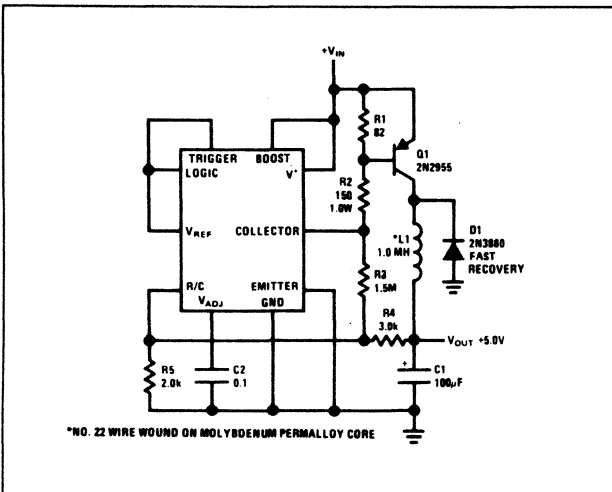 +VIN
R1
82
TRIGGER
BOOST
LOGIC
V+
Q1
2N2955
R2
150
1.0W
VREF
COLLECTOR
*L1
1.0 MH
D1
2N3880
FAST
RECOVERY
R3
1.5M
R/C
EMITTER
VADJ
GND
R4
3.0k
VOUT +5.0V
R5
2.0k
C2
0.1
+
C1
100µF
*NO. 22 WIRE WOUND ON MOLYBDENUM PERMALLOY CORE